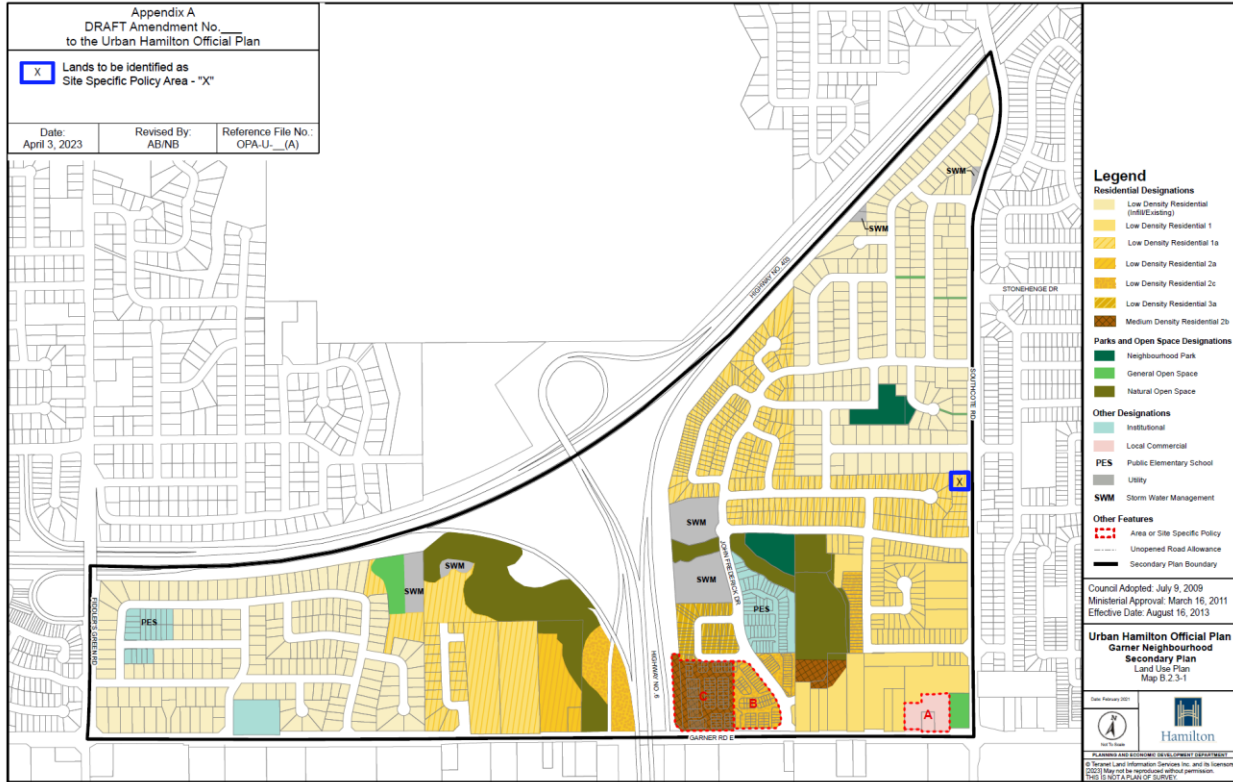 Appendix A
DRAFT Amendment No.___
to the Urban Hamilton Official Plan
X
Lands to be identified as
Site Specific Policy Area - "X"
Date:
April 3, 2023
Revised By:
AB/NB
Reference File No.:
OPA-U-__(A)
SWM
SWM
HIGHWAY NO. 403
STONEHENGE DR
SOUTHCOTE RD
X
SWM
JOHN FREDERICK DR
SWM
SWM
SWM
PES
FIDDLER'S GREEN RD
PES
HIGHWAY NO. 6
C
B
A
GARNER RD E
Legend
Residential Designations
Low Density Residential
(Infill/Existing)
Low Density Residential 1
Low Density Residential 1a
Low Density Residential 2a
Low Density Residential 2c
Low Density Residential 3a
Medium Density Residential 2b
Parks and Open Space Designations
Neighbourhood Park
General Open Space
Natural Open Space
Other Designations
Institutional
Local Commercial
PES Public Elementary School
Utility
SWM Storm Water Management
Other Features
Area or Site Specific Policy
Unopened Road Allowance
Secondary Plan Boundary
Council Adopted: July 9, 2009
Ministerial Approval: March 16, 2011
Effective Date: August 16, 2013
Urban Hamilton Official Plan
Garner Neighbourhood
Secondary Plan
Land Use Plan
Map B.2.3-1
Date: February 2021
N
Not To Scale
Hamilton
PLANNING AND ECONOMIC DEVELOPMENT DEPARTMENT
© Teranet Land Information Services Inc. and its licensors
[2023] May not be reproduced without permission.
THIS IS NOT A PLAN OF SURVEY